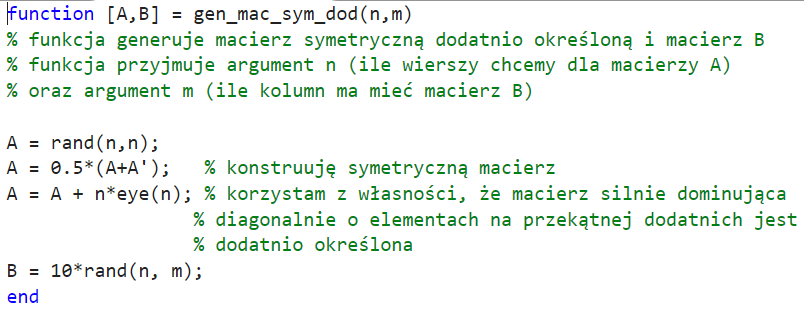 function [A,B] = gen_mac_sym_dod(n,m)
% funkcja generuje macierz symetryczną dodatnio określoną i macierz B
% funkcja przyjmuje argument n (ile wierszy chcemy dla macierzy A)
% oraz argument m (ile kolumn ma mieć macierz B)
A = rand(n,n);
A = 0.5*(A+A');   % konstruuję symetryczną macierz
A = A + n*eye(n); % korzystam z własności, że macierz silnie dominująca
% diagonalnie o elementach na przekątnej dodatnich jest
% dodatnio określona
B = 10*rand(n, m);
end